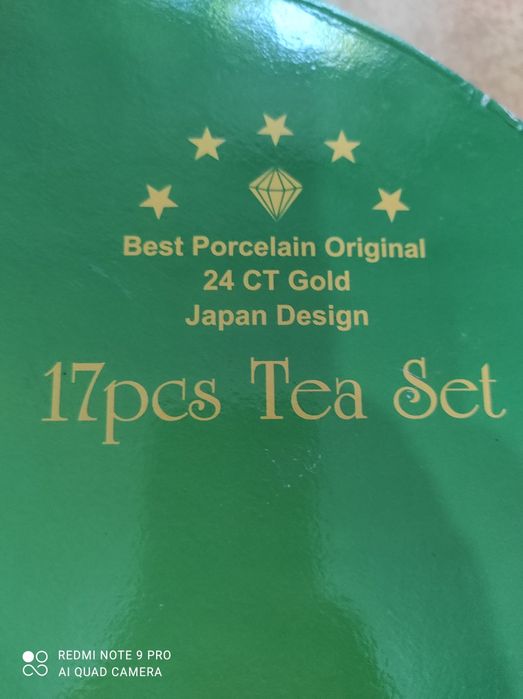 Best Porcelain Original
24 CT Gold
Japan Design
17pcs Tea Set
REDMI NOTE 9 PRO
AI QUAD CAMERA